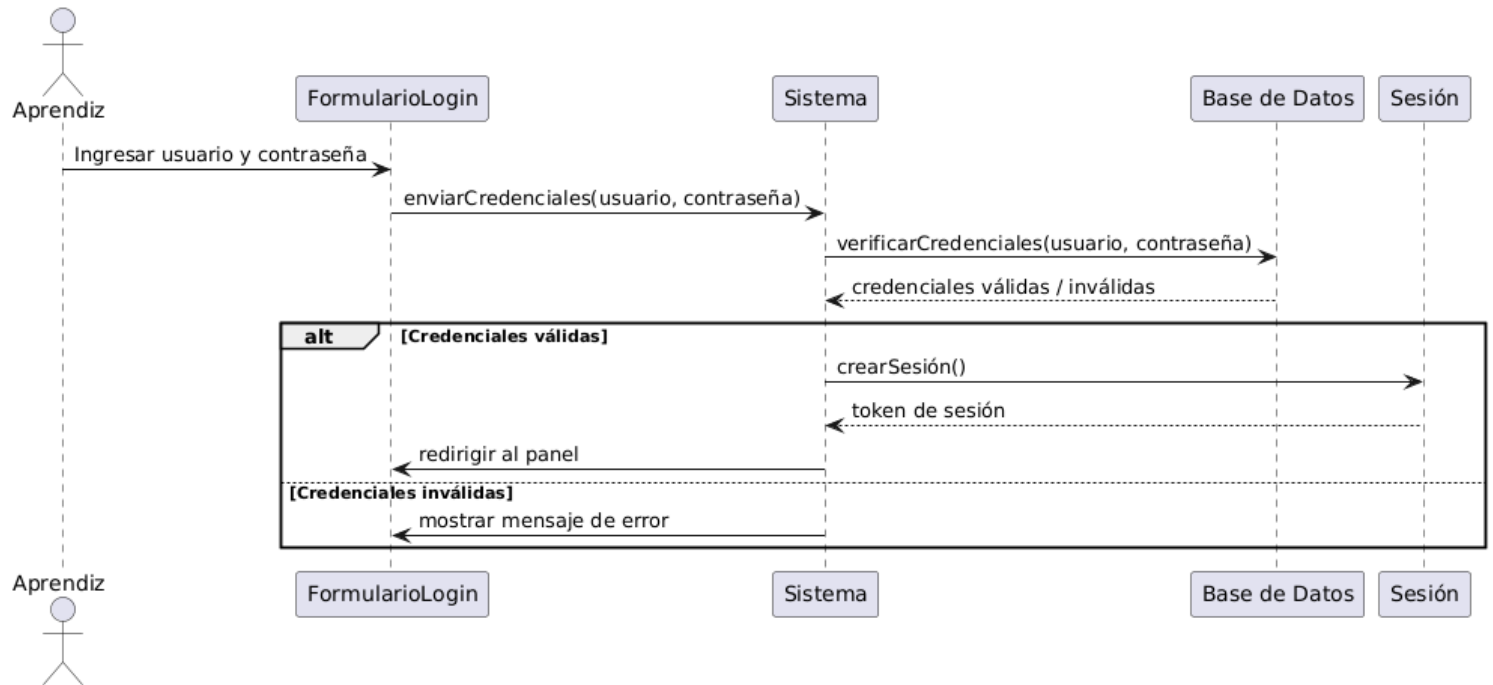 Aprendiz
FormularioLogin
Sistema
Base de Datos
Sesión
Ingresar usuario y contraseña
enviarCredenciales(usuario, contraseña)
verificarCredenciales(usuario, contraseña)
credenciales válidas / inválidas
alt
[Credenciales válidas]
crearSesión()
token de sesión
redirigir al panel
[Credenciales inválidas]
mostrar mensaje de error
Aprendiz
FormularioLogin
Sistema
Base de Datos
Sesión